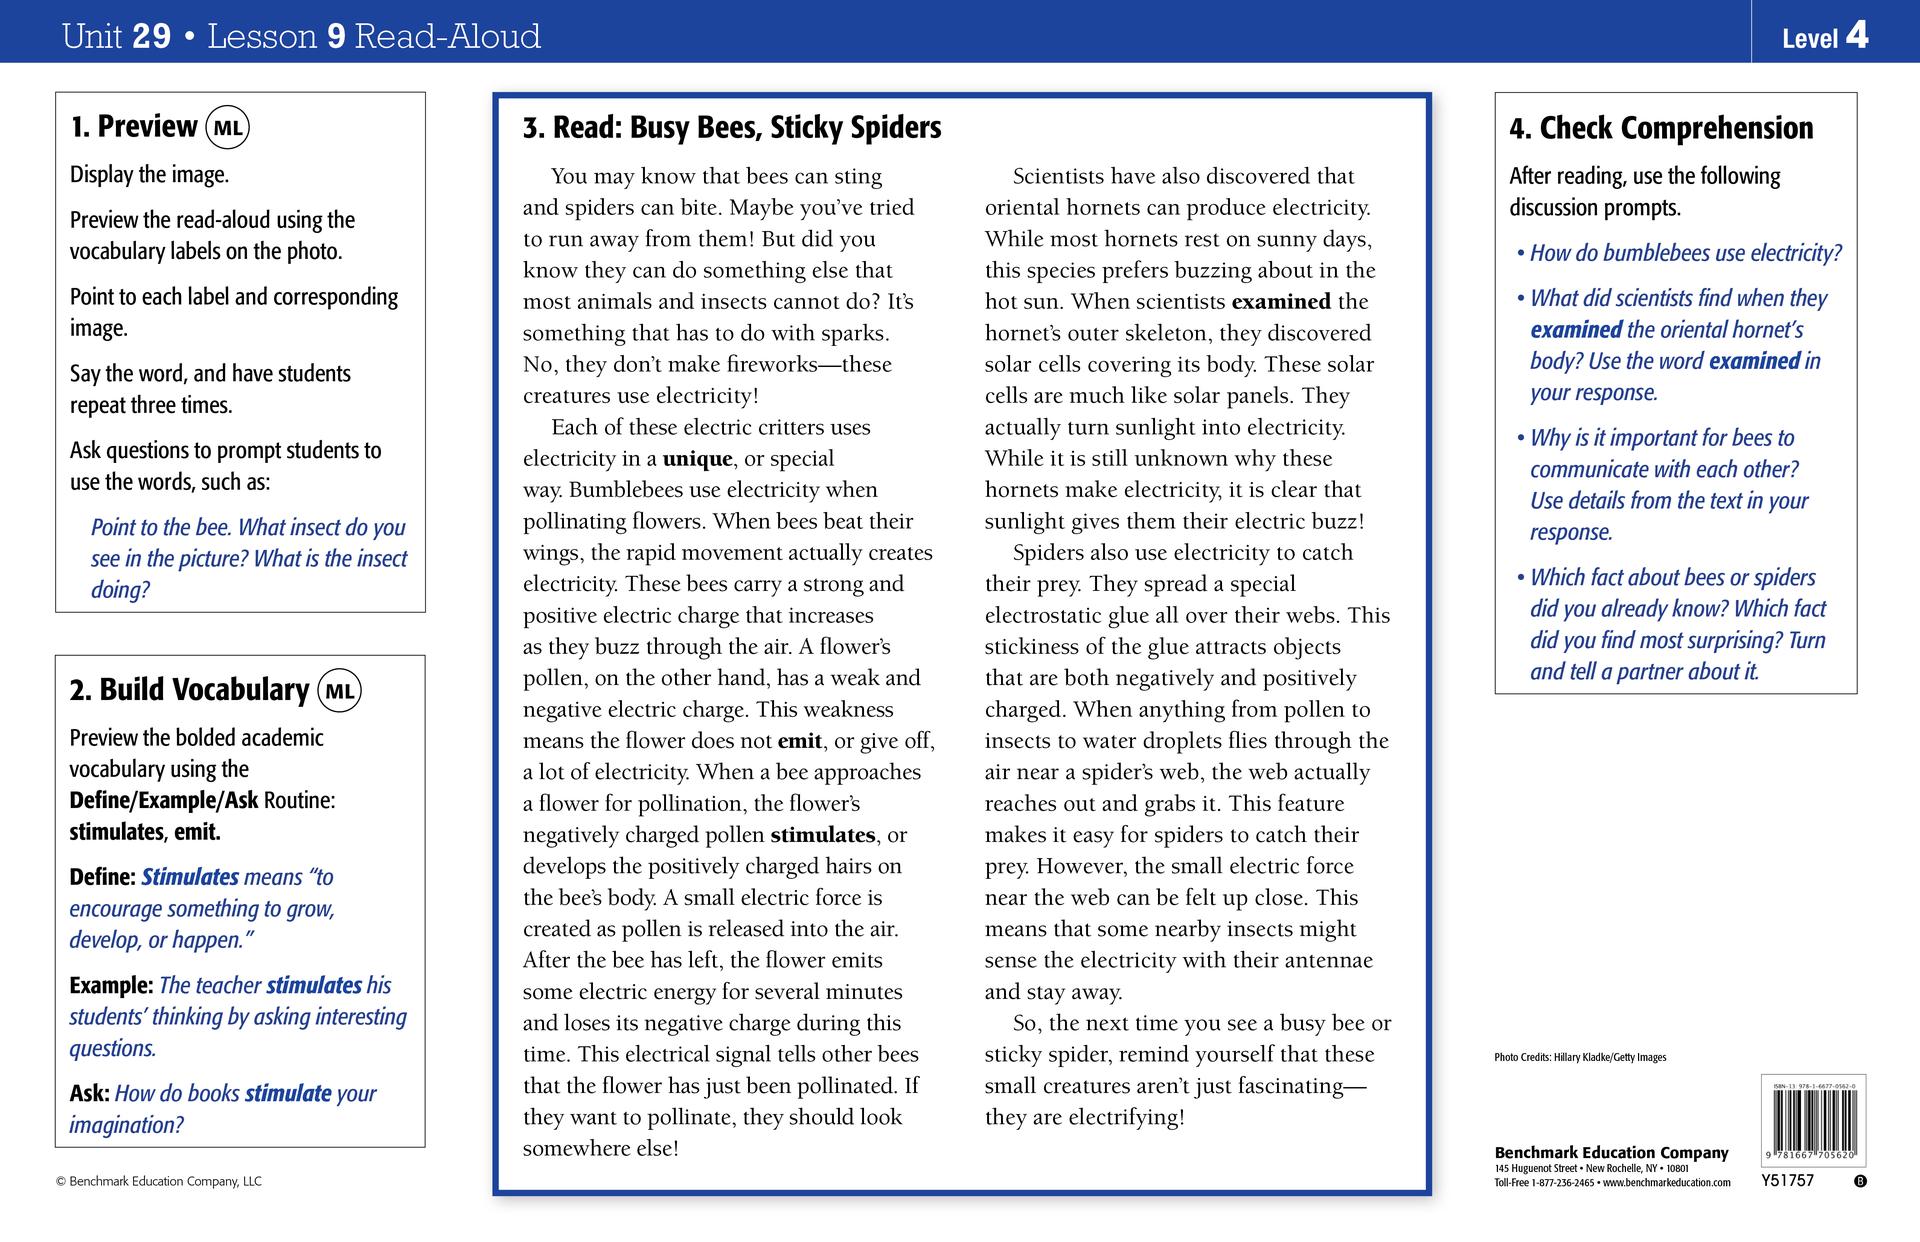 Unit 29 • Lesson 9 Read-Aloud
Level 4
1. Preview ML
Display the image.
Preview the read-aloud using the
vocabulary labels on the photo.
Point to each label and corresponding
image.
Say the word, and have students
repeat three times.
Ask questions to prompt students to
use the words, such as:
Point to the bee. What insect do you
see in the picture? What is the insect
doing?
2. Build Vocabulary ML
Preview the bolded academic
vocabulary using the
Define/Example/Ask Routine:
stimulates, emit.
Define: Stimulates means “to
encourage something to grow,
develop, or happen.”
Example: The teacher stimulates his
students’ thinking by asking interesting
questions.
Ask: How do books stimulate your
imagination?
© Benchmark Education Company, LLC
3. Read: Busy Bees, Sticky Spiders
You may know that bees can sting
and spiders can bite. Maybe you’ve tried
to run away from them! But did you
know they can do something else that
most animals and insects cannot do? It’s
something that has to do with sparks.
No, they don’t make fireworks—these
creatures use electricity!
Each of these electric critters uses
electricity in a unique, or special
way. Bumblebees use electricity when
pollinating flowers. When bees beat their
wings, the rapid movement actually creates
electricity. These bees carry a strong and
positive electric charge that increases
as they buzz through the air. A flower’s
pollen, on the other hand, has a weak and
negative electric charge. This weakness
means the flower does not emit, or give off,
a lot of electricity. When a bee approaches
a flower for pollination, the flower’s
negatively charged pollen stimulates, or
develops the positively charged hairs on
the bee’s body. A small electric force is
created as pollen is released into the air.
After the bee has left, the flower emits
some electric energy for several minutes
and loses its negative charge during this
time. This electrical signal tells other bees
that the flower has just been pollinated. If
they want to pollinate, they should look
somewhere else!
Scientists have also discovered that
oriental hornets can produce electricity.
While most hornets rest on sunny days,
this species prefers buzzing about in the
hot sun. When scientists examined the
hornet’s outer skeleton, they discovered
solar cells covering its body. These solar
cells are much like solar panels. They
actually turn sunlight into electricity.
While it is still unknown why these
hornets make electricity, it is clear that
sunlight gives them their electric buzz!
Spiders also use electricity to catch
their prey. They spread a special
electrostatic glue all over their webs. This
stickiness of the glue attracts objects
that are both negatively and positively
charged. When anything from pollen to
insects to water droplets flies through the
air near a spider’s web, the web actually
reaches out and grabs it. This feature
makes it easy for spiders to catch their
prey. However, the small electric force
near the web can be felt up close. This
means that some nearby insects might
sense the electricity with their antennae
and stay away.
So, the next time you see a busy bee or
sticky spider, remind yourself that these
small creatures aren’t just fascinating—
they are electrifying!
4. Check Comprehension
After reading, use the following
discussion prompts.
• How do bumblebees use electricity?
• What did scientists find when they
examined the oriental hornet’s
body? Use the word examined in
your response.
• Why is it important for bees to
communicate with each other?
Use details from the text in your
response.
• Which fact about bees or spiders
did you already know? Which fact
did you find most surprising? Turn
and tell a partner about it.
Photo Credits: Hillary Kladke/Getty Images
Benchmark Education Company
145 Huguenot Street • New Rochelle, NY • 10801
Toll-Free 1-877-236-2465 • www.benchmarkeducation.com
ISBN-13 978-1-6677-0562-0
9 781667 705620
Y51757
B